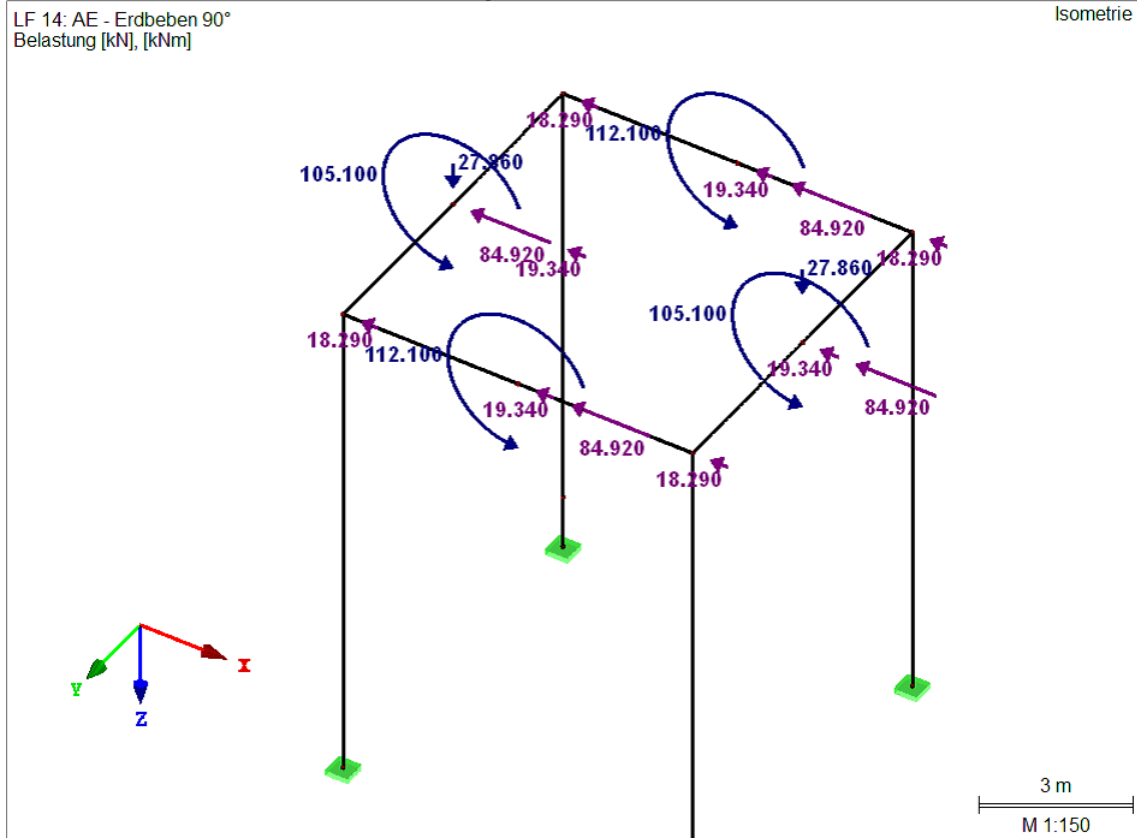 LF 14: AE - Erdbeben 90°
Belastung [kN], [kNm]
Isometrie
18.290
112.100
27.860
105.100
19.340
84.920
84.920
19.340
18.290
27.860
105.100
18.290
112.100
19.340
84.920
19.340
84.920
18.290
X
Y
Z
3 m
M 1:150